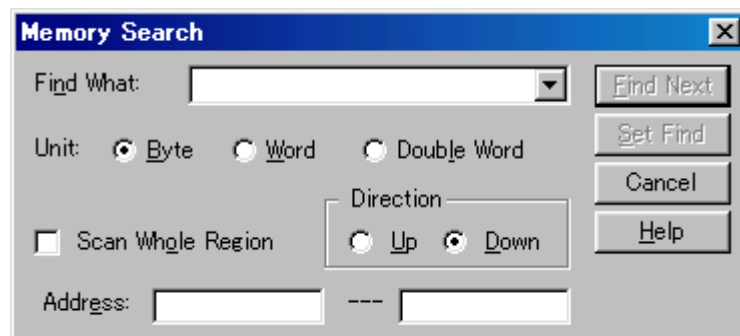 Memory Search
Find What: Find Next
Unit: Byte Word Double Word Set Find
Cancel
Direction
Scan Whole Region Up Down Help
Address: ---